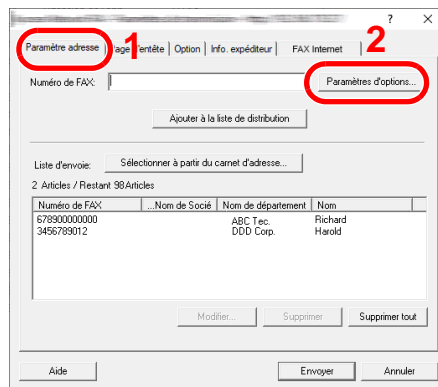 ? ×
Paramètre adresse Page d'entête Option Info. expéditeur FAX Internet
1 2
Numéro de FAX: Paramètres d'options...
Ajouter à la liste de distribution
Liste d'envoie: Sélectionner à partir du carnet d'adresse...
2 Articles / Restant 98Articles
Numéro de FAX ...Nom de Socié Nom de département Nom
678900000000 ABC Tec. Richard
3456789012 DDD Corp. Harold
Modifier... Supprimer Supprimer tout
Aide Envoyer Annuler